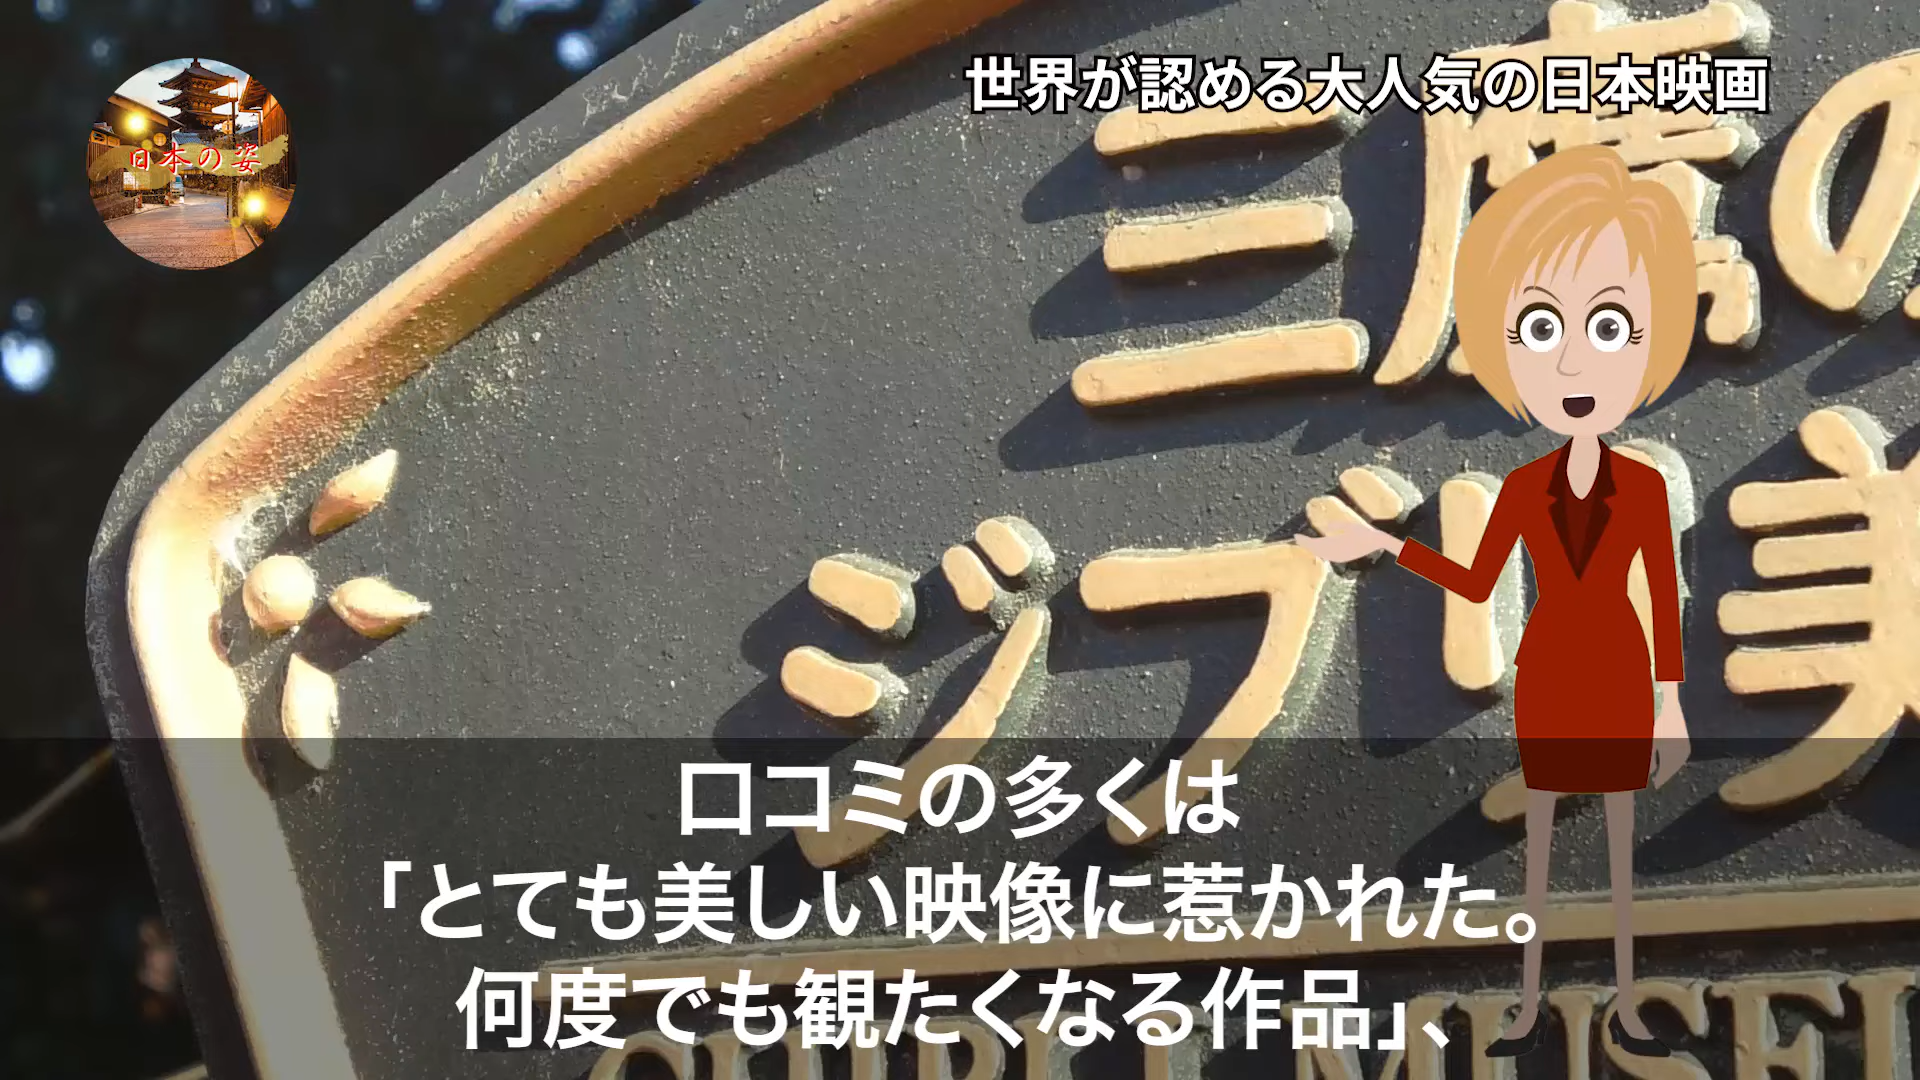 世界が認める大人気の日本映画
日本の姿
三鷹の
ジブリ美
口コミの多くは
「とても美しい映像に惹かれた。
何度でも観たくなる作品」、
GHIBLI MUSEU